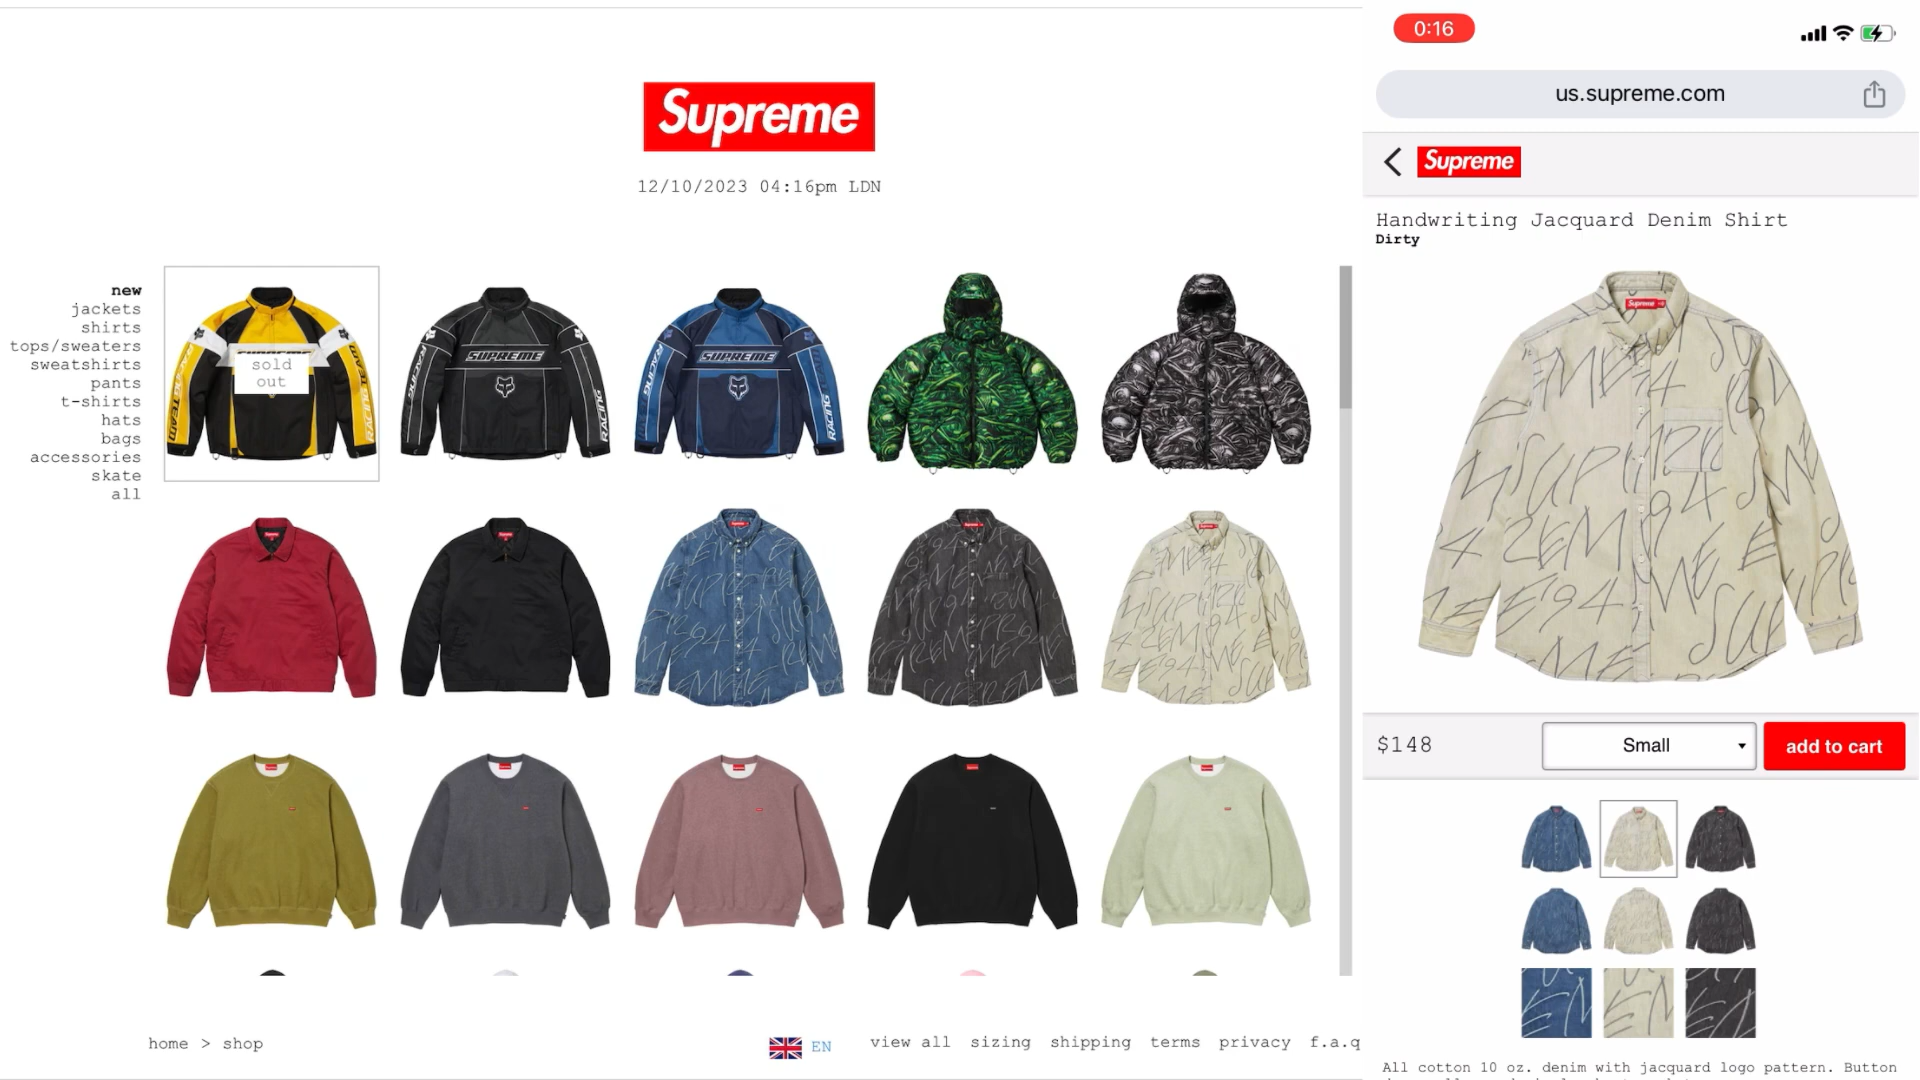 Supreme
12/10/2023 04:16pm LDN
new
jackets
shirts
tops/sweaters
sweatshirts
pants
t-shirts
hats
bags
accessories
skate
all
sold
out
SUPREME
RACING
SUPREME
RACING
home > shop
EN
view all sizing shipping terms privacy f.a.q
0:16
us.supreme.com
Supreme
Handwriting Jacquard Denim Shirt
Dirty
Supreme
$148
Small
add to cart
All cotton 10 oz. denim with jacquard logo pattern. Button